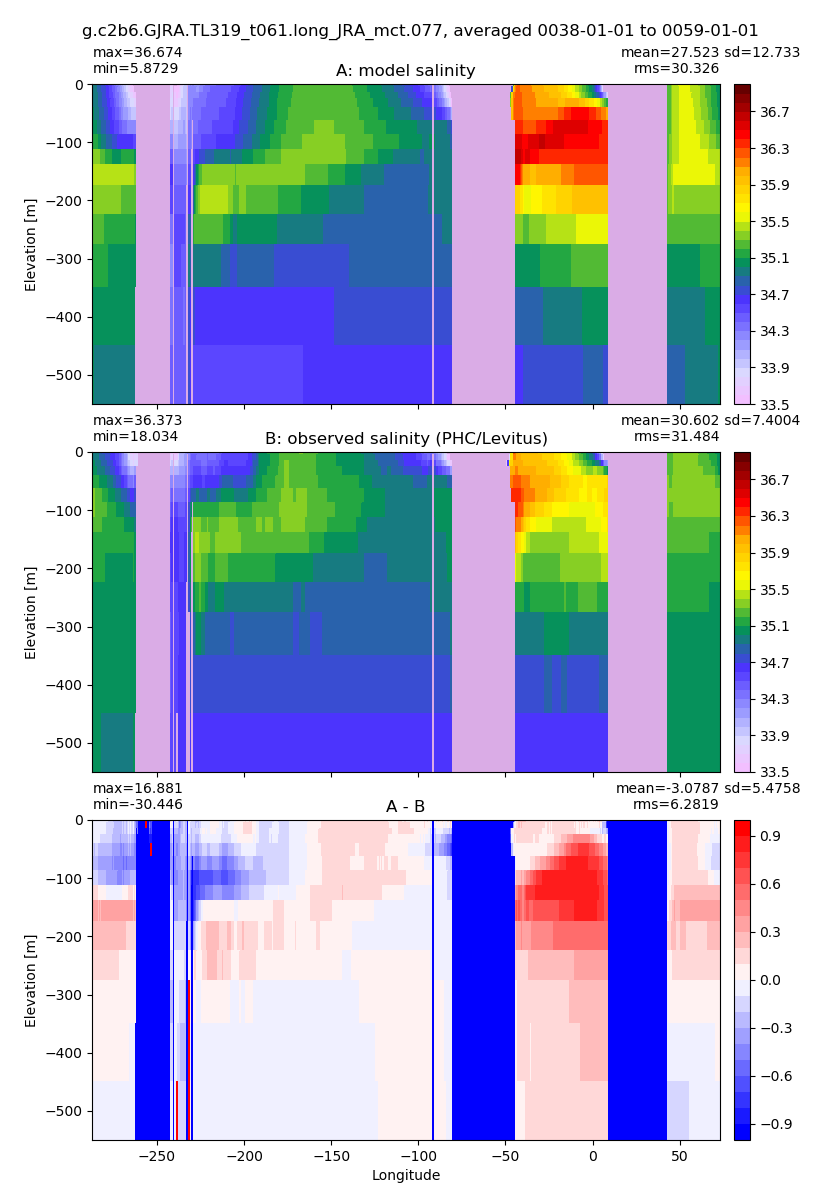 g.c2b6.GJRA.TL319_t061.long_JRA_mct.077, averaged 0038-01-01 to 0059-01-01
max=36.674
min=5.8729
A: model salinity
mean=27.523 sd=12.733
rms=30.326
0
−100
−200
−300
−400
−500
Elevation [m]
36.7
36.3
35.9
35.5
35.1
34.7
34.3
33.9
33.5
max=36.373
min=18.034
B: observed salinity (PHC/Levitus)
mean=30.602 sd=7.4004
rms=31.484
0
−100
−200
−300
−400
−500
Elevation [m]
36.7
36.3
35.9
35.5
35.1
34.7
34.3
33.9
33.5
max=16.881
min=-30.446
A - B
mean=-3.0787 sd=5.4758
rms=6.2819
0
−100
−200
−300
−400
−500
Elevation [m]
0.9
0.6
0.3
0.0
−0.3
−0.6
−0.9
−250 −200 −150 −100 −50 0 50
Longitude